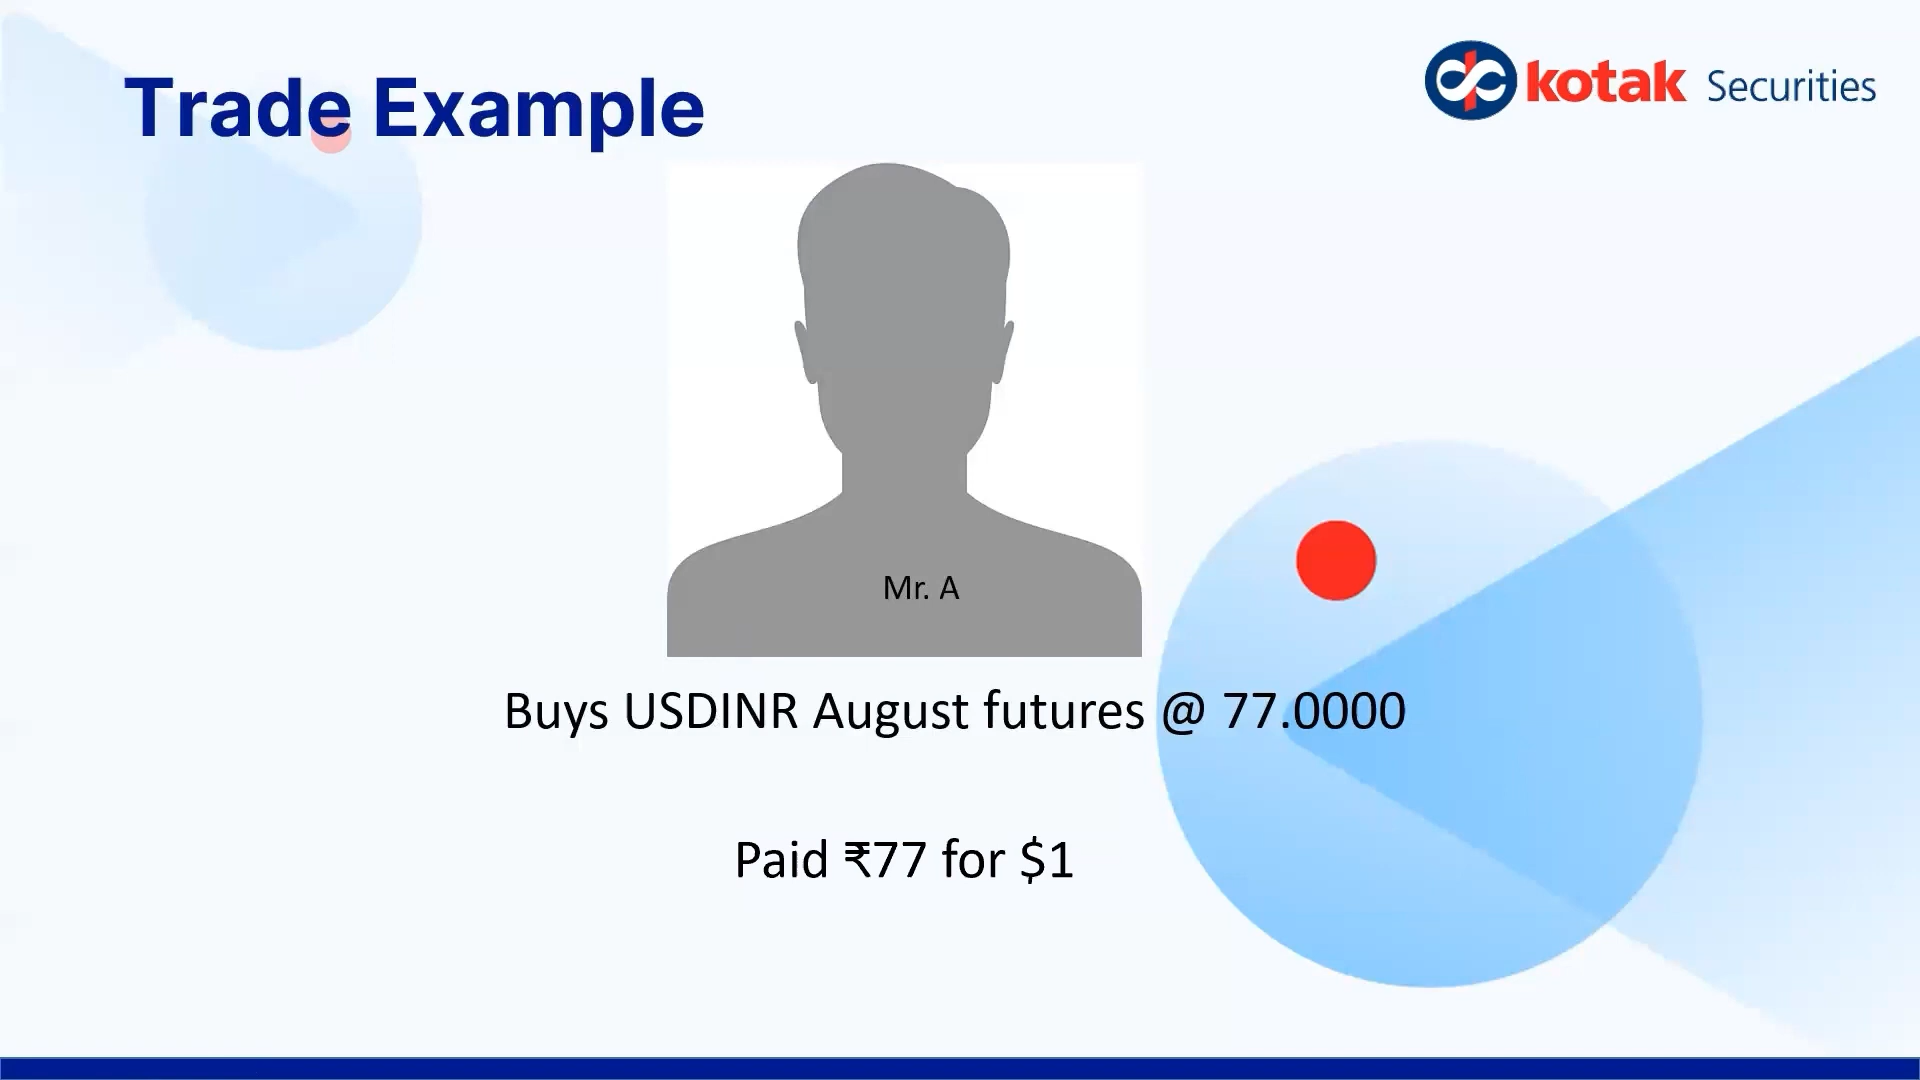 Trade Example
kotak Securities
Mr. A
Buys USDINR August futures @ 77.0000
Paid ₹77 for $1